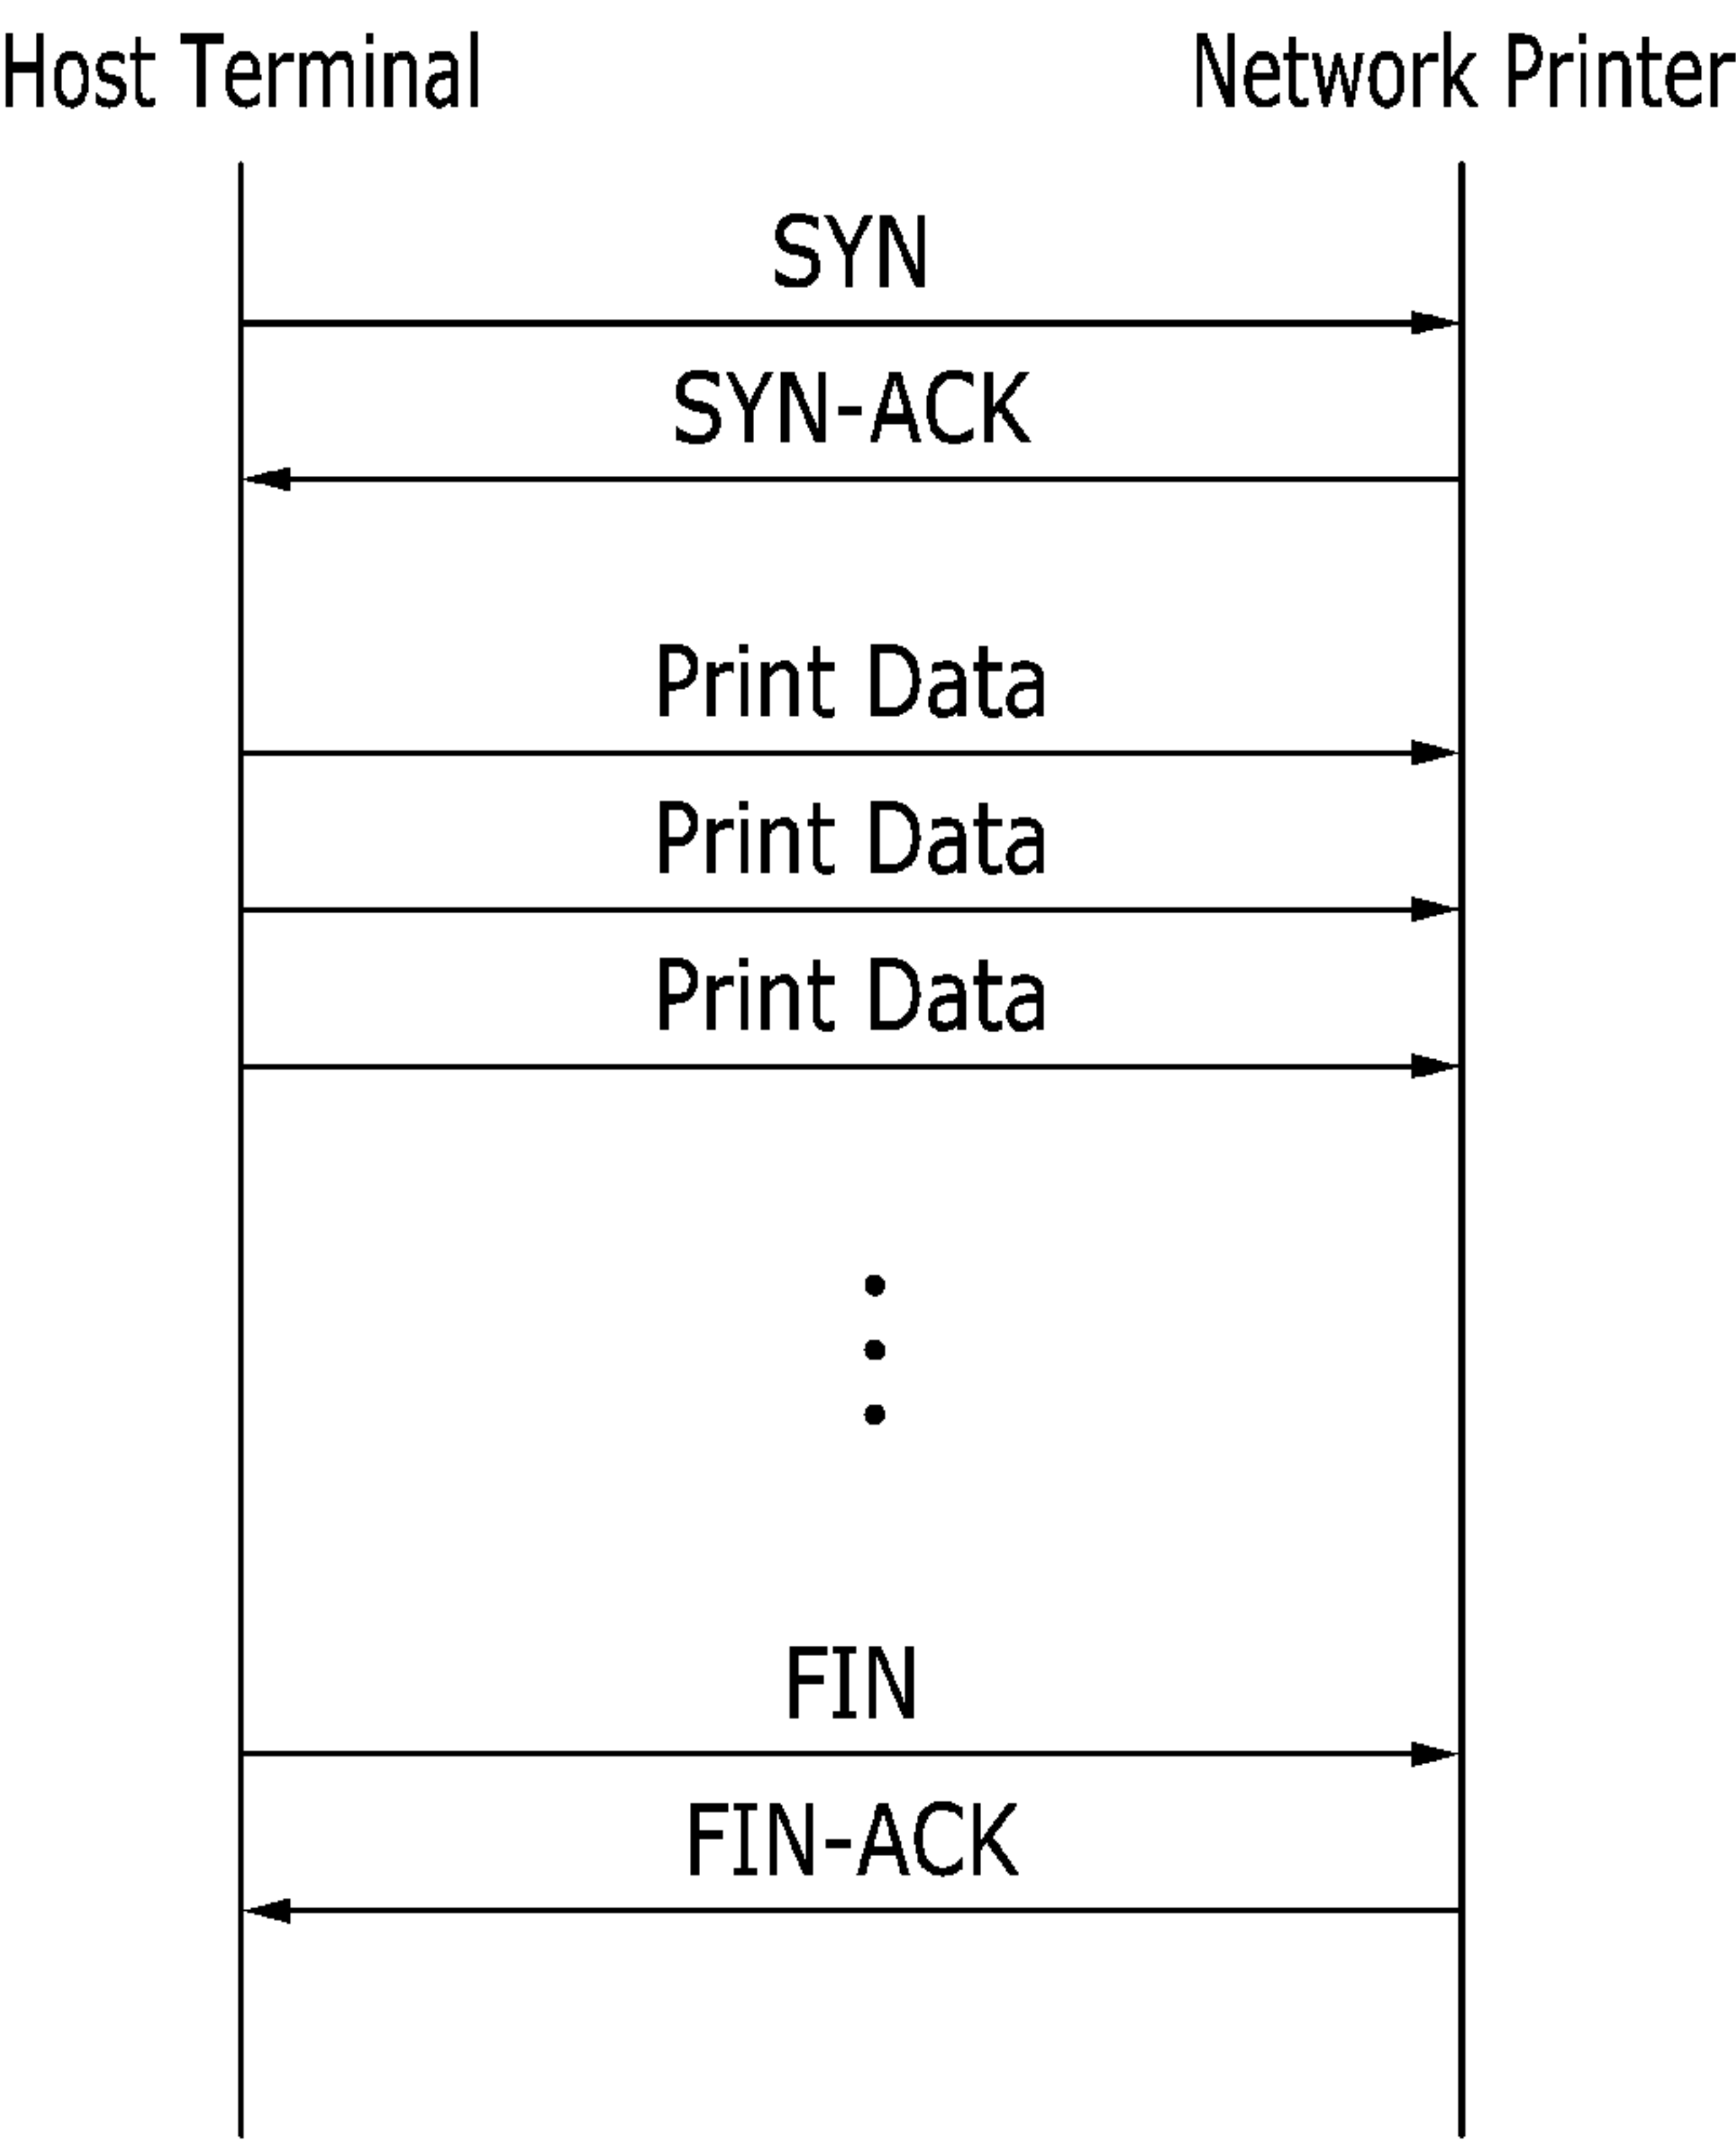 Host Terminal Network Printer
SYN
SYN-ACK
Print Data
Print Data
Print Data
FIN
FIN-ACK